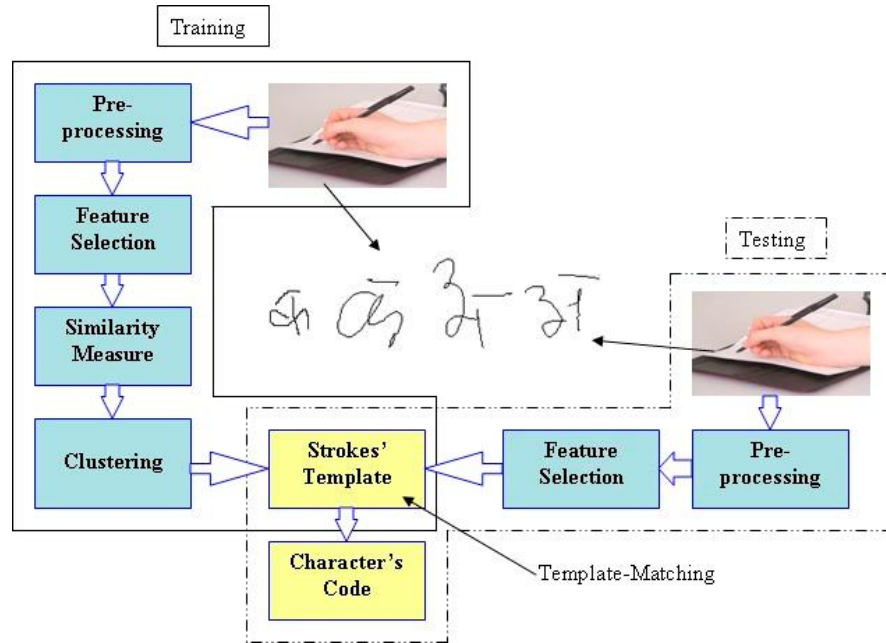 Training
Pre-
processing
Feature
Selection
Testing
Similarity
Measure
Clustering
Strokes'
Template
Feature
Selection
Pre-
processing
Character's
Code
Template-Matching